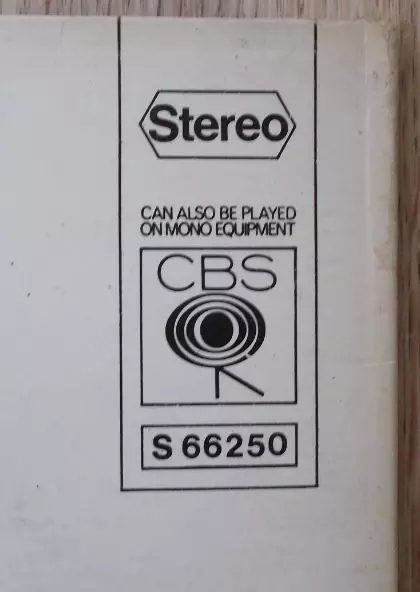 Stereo
CAN ALSO BE PLAYED
ON MONO EQUIPMENT
CBS
S 66250